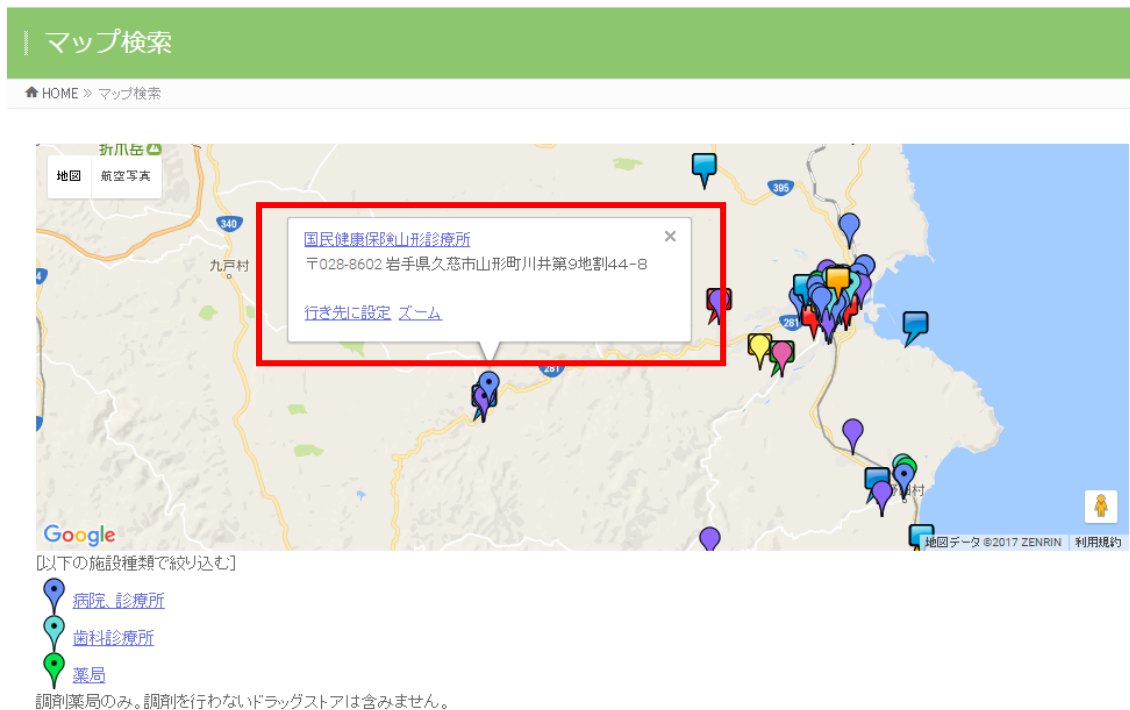 マップ検索
HOME » マップ検索
折爪岳
地図 航空写真
395
340
国民健康保険山形診療所 ×
〒028-8602 岩手県久慈市山形町川井第9地割44-8
九戸村
行き先に設定 ズーム
281
281
Google
地図データ ©2017 ZENRIN 利用規約
[以下の施設種類で絞り込む]
病院、診療所
歯科診療所
薬局
調剤薬局のみ。調剤を行わないドラッグストアは含みません。